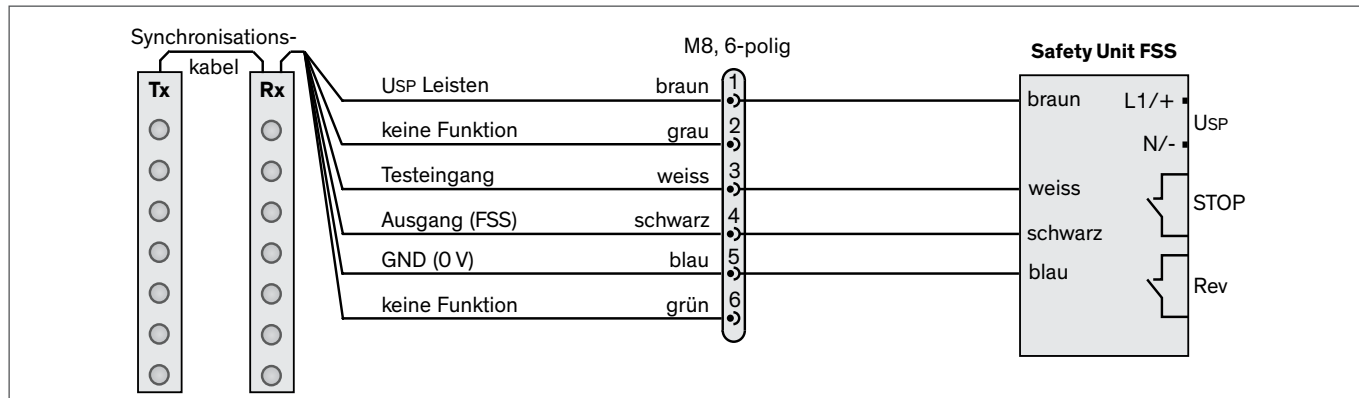 Synchronisations-
kabel
Tx
Rx
M8, 6-polig
Safety Unit FSS
USP Leisten
braun
1
braun
L1/+
USP
keine Funktion
grau
2
N/-
Testeingang
weiss
3
weiss
STOP
Ausgang (FSS)
schwarz
4
schwarz
GND (0 V)
blau
5
blau
Rev
keine Funktion
grün
6